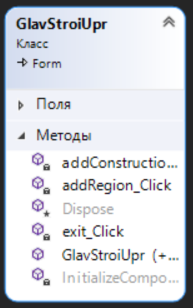 GlavStroiUpr
Класс
Form
Поля
Методы
addConstructio...
addRegion_Click
Dispose
exit_Click
GlavStroiUpr (+...
InitializeCompo...